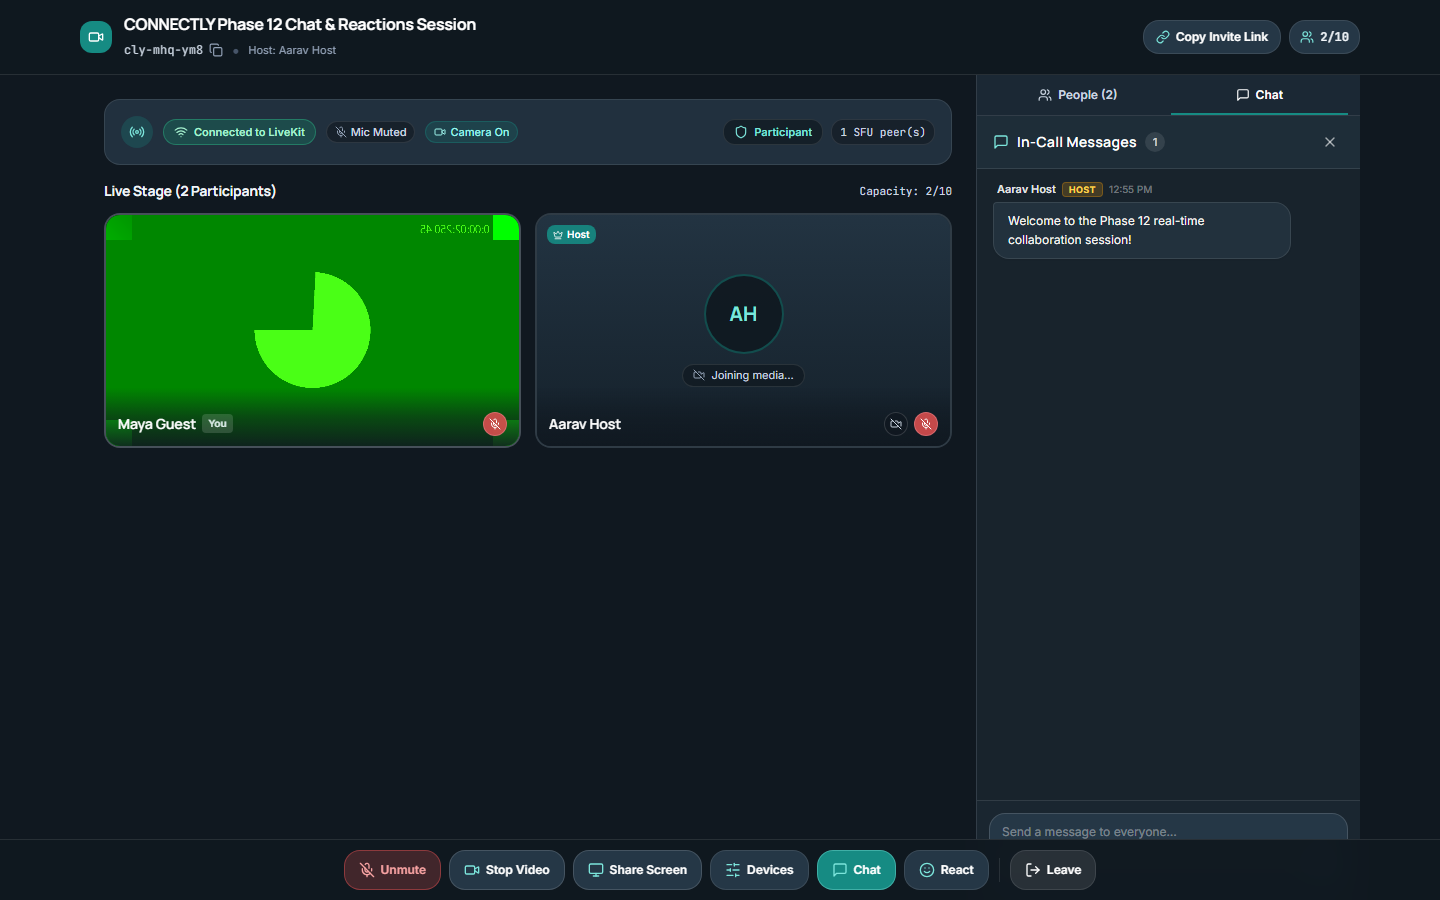 CONNECTLY Phase 12 Chat & Reactions Session
cly-mhq-ym8 • Host: Aarav Host
Copy Invite Link
2/10
Connected to LiveKit
Mic Muted
Camera On
Participant
1 SFU peer(s)
Live Stage (2 Participants)
Capacity: 2/10
Maya Guest You
Host
AH
Joining media...
Aarav Host
People (2)
Chat
In-Call Messages 1
Aarav Host HOST 12:55 PM
Welcome to the Phase 12 real-time
collaboration session!
Send a message to everyone...
Unmute
Stop Video
Share Screen
Devices
Chat
React
Leave